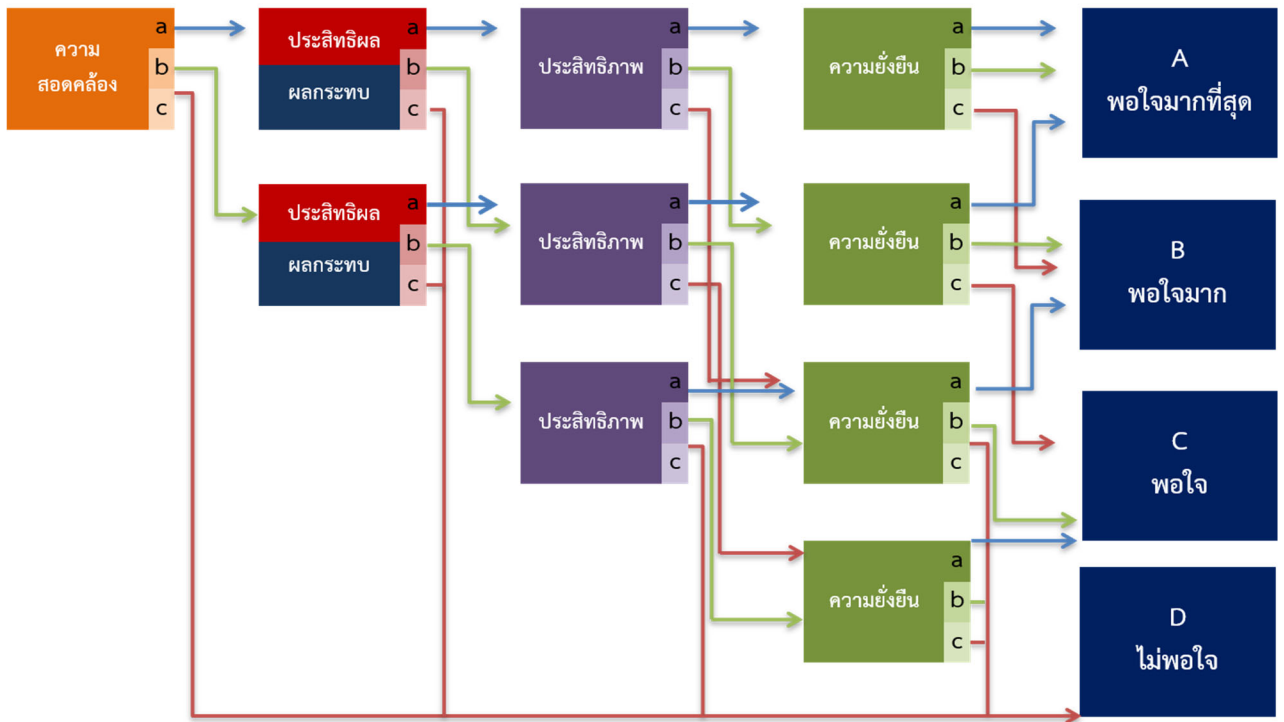 ความ
สอดคล้อง
a
b
c
ประสิทธิผล
ผลกระทบ
a
b
c
ประสิทธิภาพ
a
b
c
ความยั่งยืน
a
b
c
A
พอใจมากที่สุด
ประสิทธิผล
ผลกระทบ
a
b
c
ประสิทธิภาพ
a
b
c
ความยั่งยืน
a
b
c
B
พอใจมาก
ประสิทธิภาพ
a
b
c
ความยั่งยืน
a
b
c
C
พอใจ
ความยั่งยืน
a
b
c
D
ไม่พอใจ